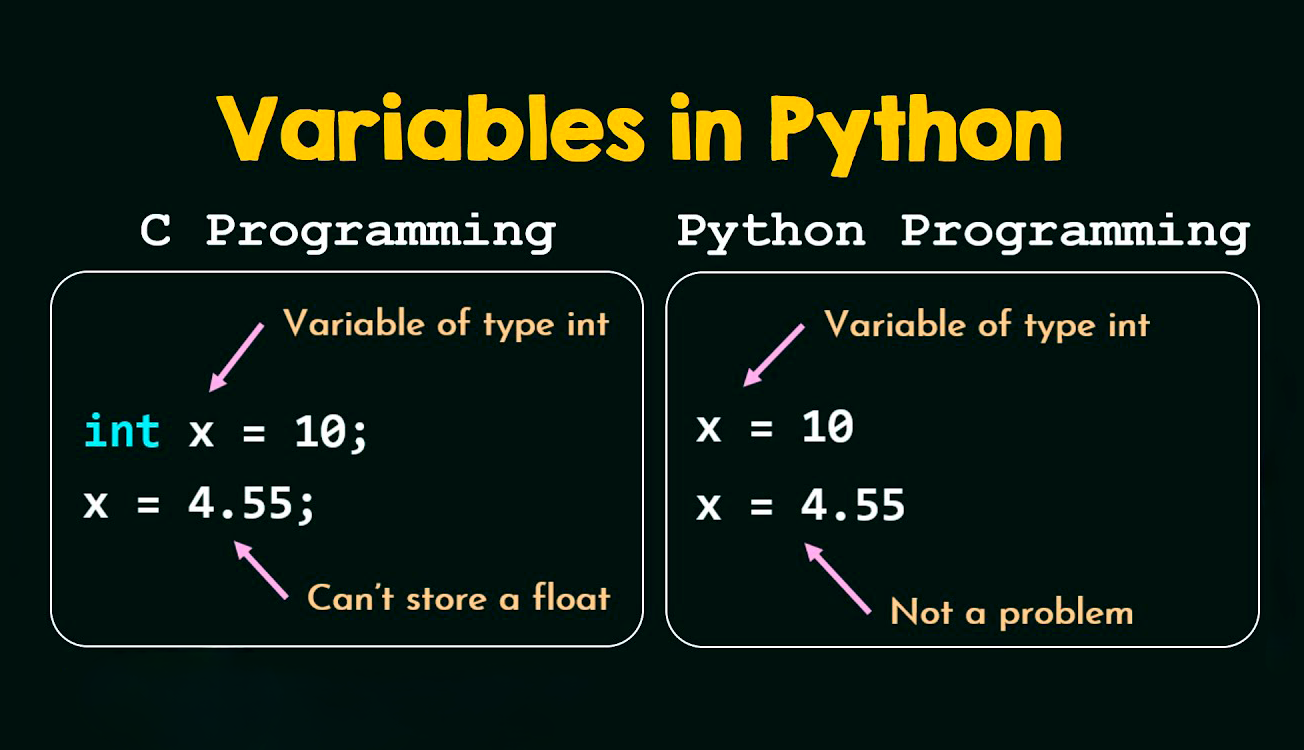 Variables in Python
C Programming
Variable of type int
int x = 10;
x = 4.55;
Can't store a float
Python Programming
Variable of type int
x = 10
x = 4.55
Not a problem